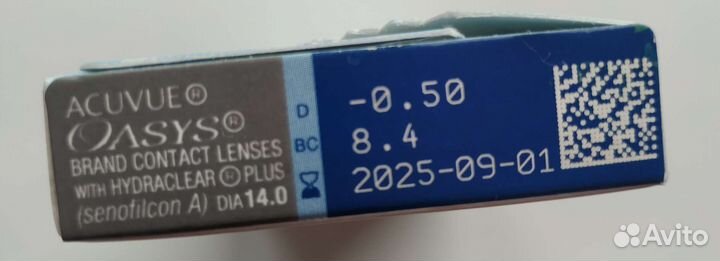 ACUVUE®
OASYS®
BRAND CONTACT LENSES
WITH HYDRACLEAR® PLUS
(senofilcon A) DIA 14.0
D -0.50
BC 8.4
2025-09-01
Avito